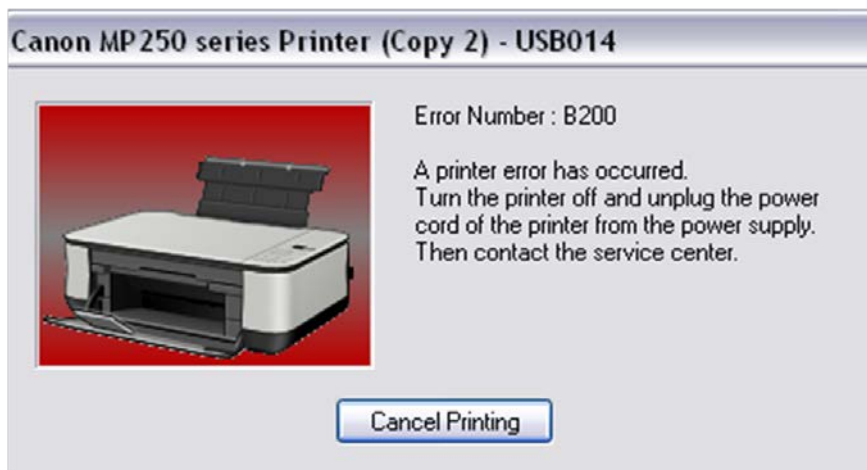 Canon MP250 series Printer (Copy 2) - USB014
Error Number : B200
A printer error has occurred.
Turn the printer off and unplug the power
cord of the printer from the power supply.
Then contact the service center.
Cancel Printing